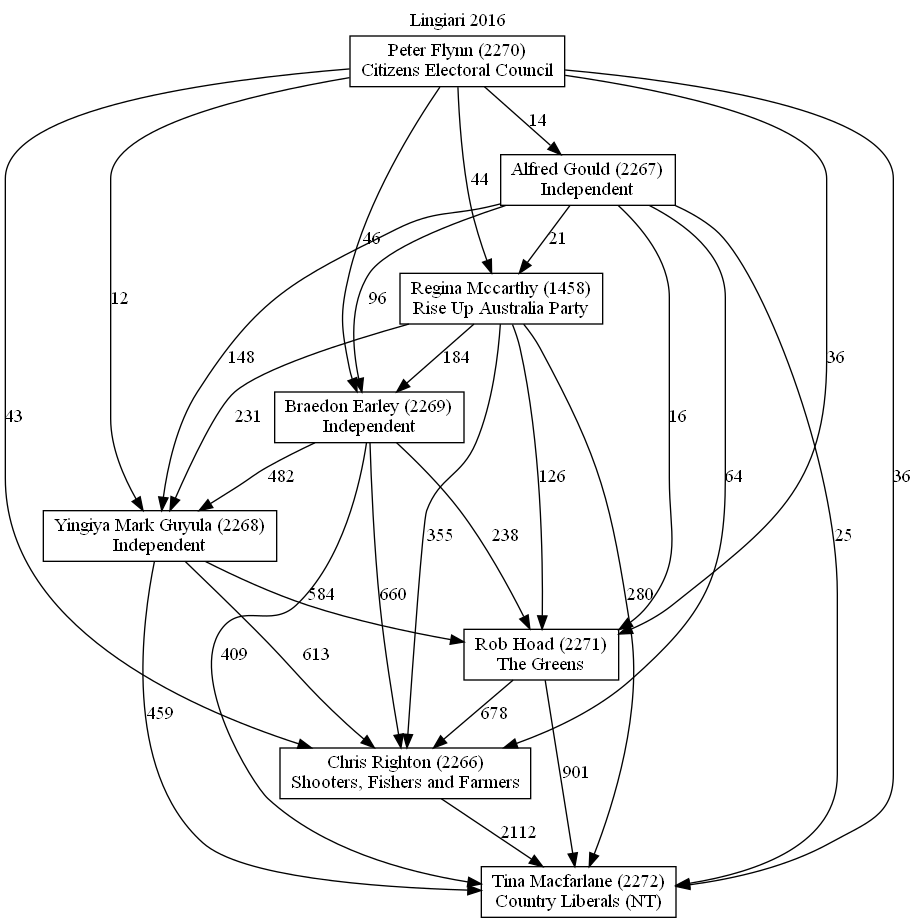 Lingiari 2016
Peter Flynn (2270)
Citizens Electoral Council
14
Alfred Gould (2267)
Independent
44
46
21
Regina Mccarthy (1458)
Rise Up Australia Party
12
96
148
184
36
Braedon Earley (2269)
Independent
43
231
16
482
126
64
36
Yingiya Mark Guyula (2268)
Independent
355
238
25
584
660
280
Rob Hoad (2271)
The Greens
409
613
459
678
Chris Righton (2266)
Shooters, Fishers and Farmers
901
2112
Tina Macfarlane (2272)
Country Liberals (NT)